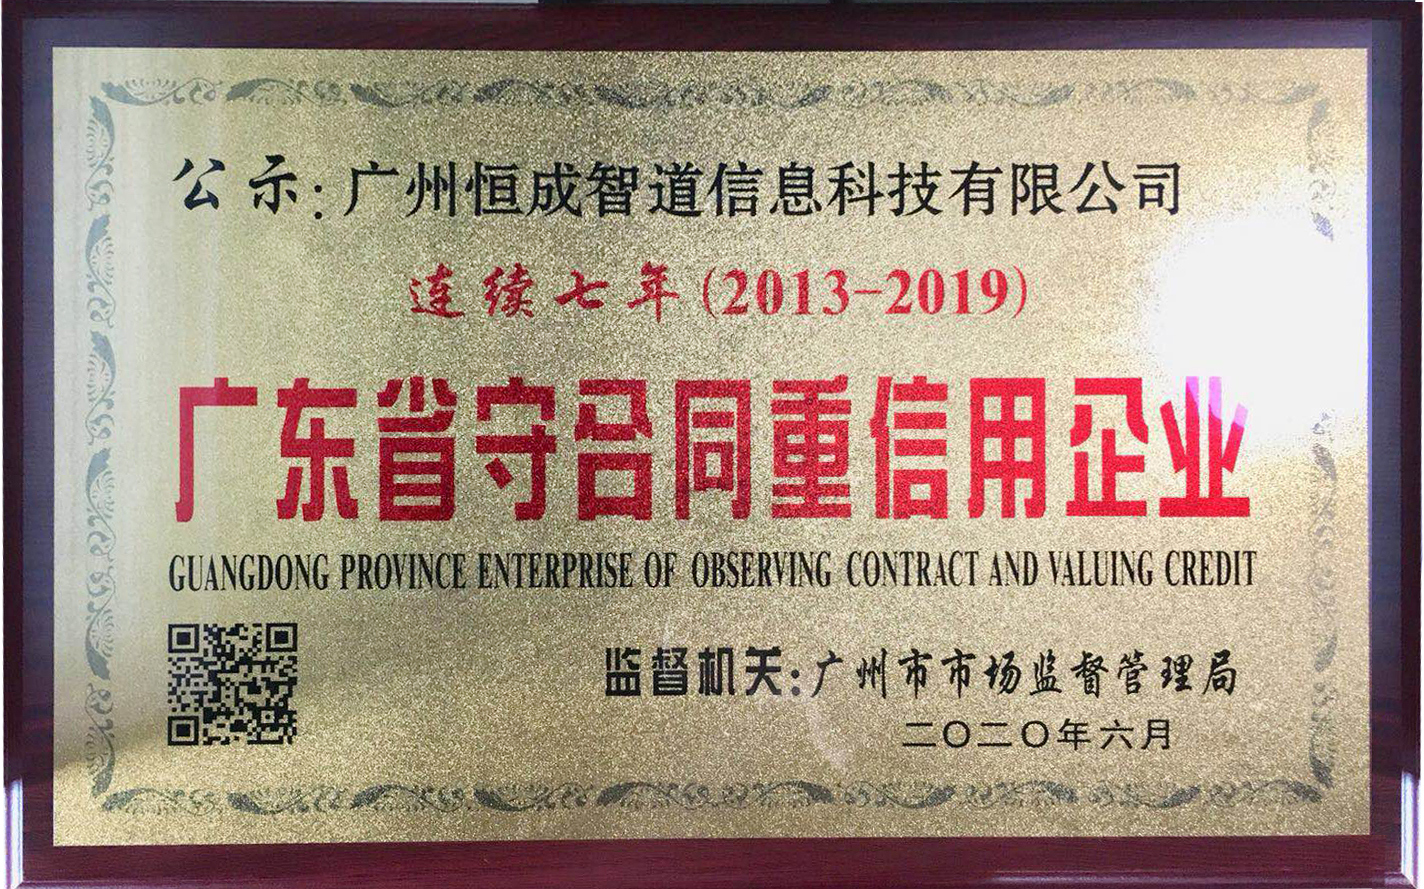 公示:广州恒成智道信息科技有限公司
连续七年(2013-2019)
广东省守合同重信用企业
GUANGDONG PROVINCE ENTERPRISE OF OBSERVING CONTRACT AND VALUING CREDIT
监督机关:广州市市场监督管理局
二〇二〇年六月